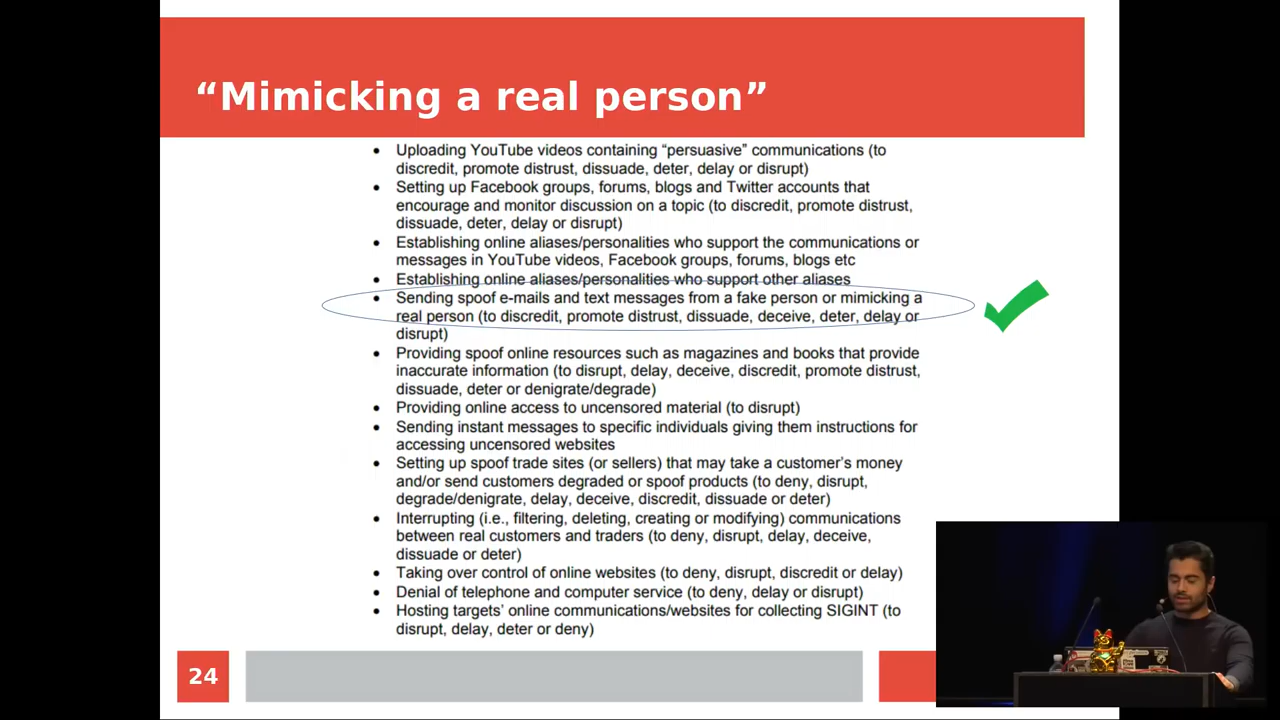 “Mimicking a real person”
• Uploading YouTube videos containing “persuasive” communications (to
discredit, promote distrust, dissuade, deter, delay or disrupt)
• Setting up Facebook groups, forums, blogs and Twitter accounts that
encourage and monitor discussion on a topic (to discredit, promote distrust,
dissuade, deter, delay or disrupt)
• Establishing online aliases/personalities who support the communications or
messages in YouTube videos, Facebook groups, forums, blogs etc
• Establishing online aliases/personalities who support other aliases
• Sending spoof e-mails and text messages from a fake person or mimicking a
real person (to discredit, promote distrust, dissuade, deceive, deter, delay or
disrupt)
• Providing spoof online resources such as magazines and books that provide
inaccurate information (to disrupt, delay, deceive, discredit, promote distrust,
dissuade, deter or denigrate/degrade)
• Providing online access to uncensored material (to disrupt)
• Sending instant messages to specific individuals giving them instructions for
accessing uncensored websites
• Setting up spoof trade sites (or sellers) that may take a customer’s money
and/or send customers degraded or spoof products (to deny, disrupt,
degrade/denigrate, delay, deceive, discredit, dissuade or deter)
• Interrupting (i.e., filtering, deleting, creating or modifying) communications
between real customers and traders (to deny, disrupt, delay, deceive,
dissuade or deter)
• Taking over control of online websites (to deny, disrupt, discredit or delay)
• Denial of telephone and computer service (to deny, delay or disrupt)
• Hosting targets’ online communications/websites for collecting SIGINT (to
disrupt, delay, deter or deny)
24